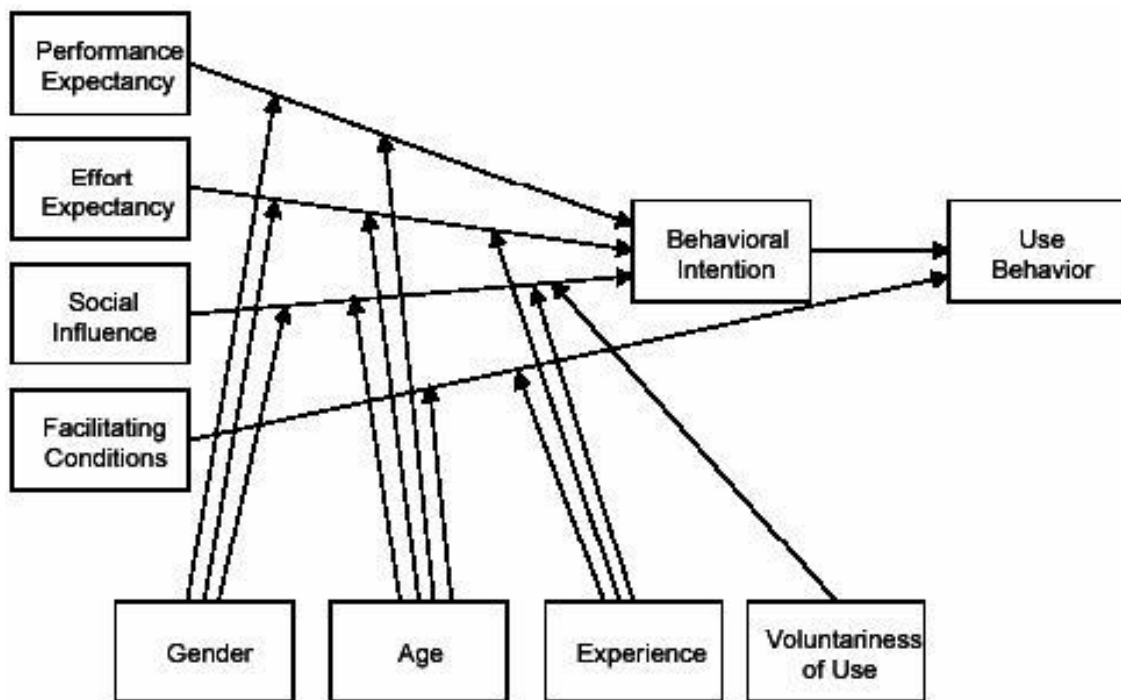 Performance
Expectancy
Effort
Expectancy
Social
Influence
Facilitating
Conditions
Behavioral
Intention
Use
Behavior
Gender
Age
Experience
Voluntariness
of Use